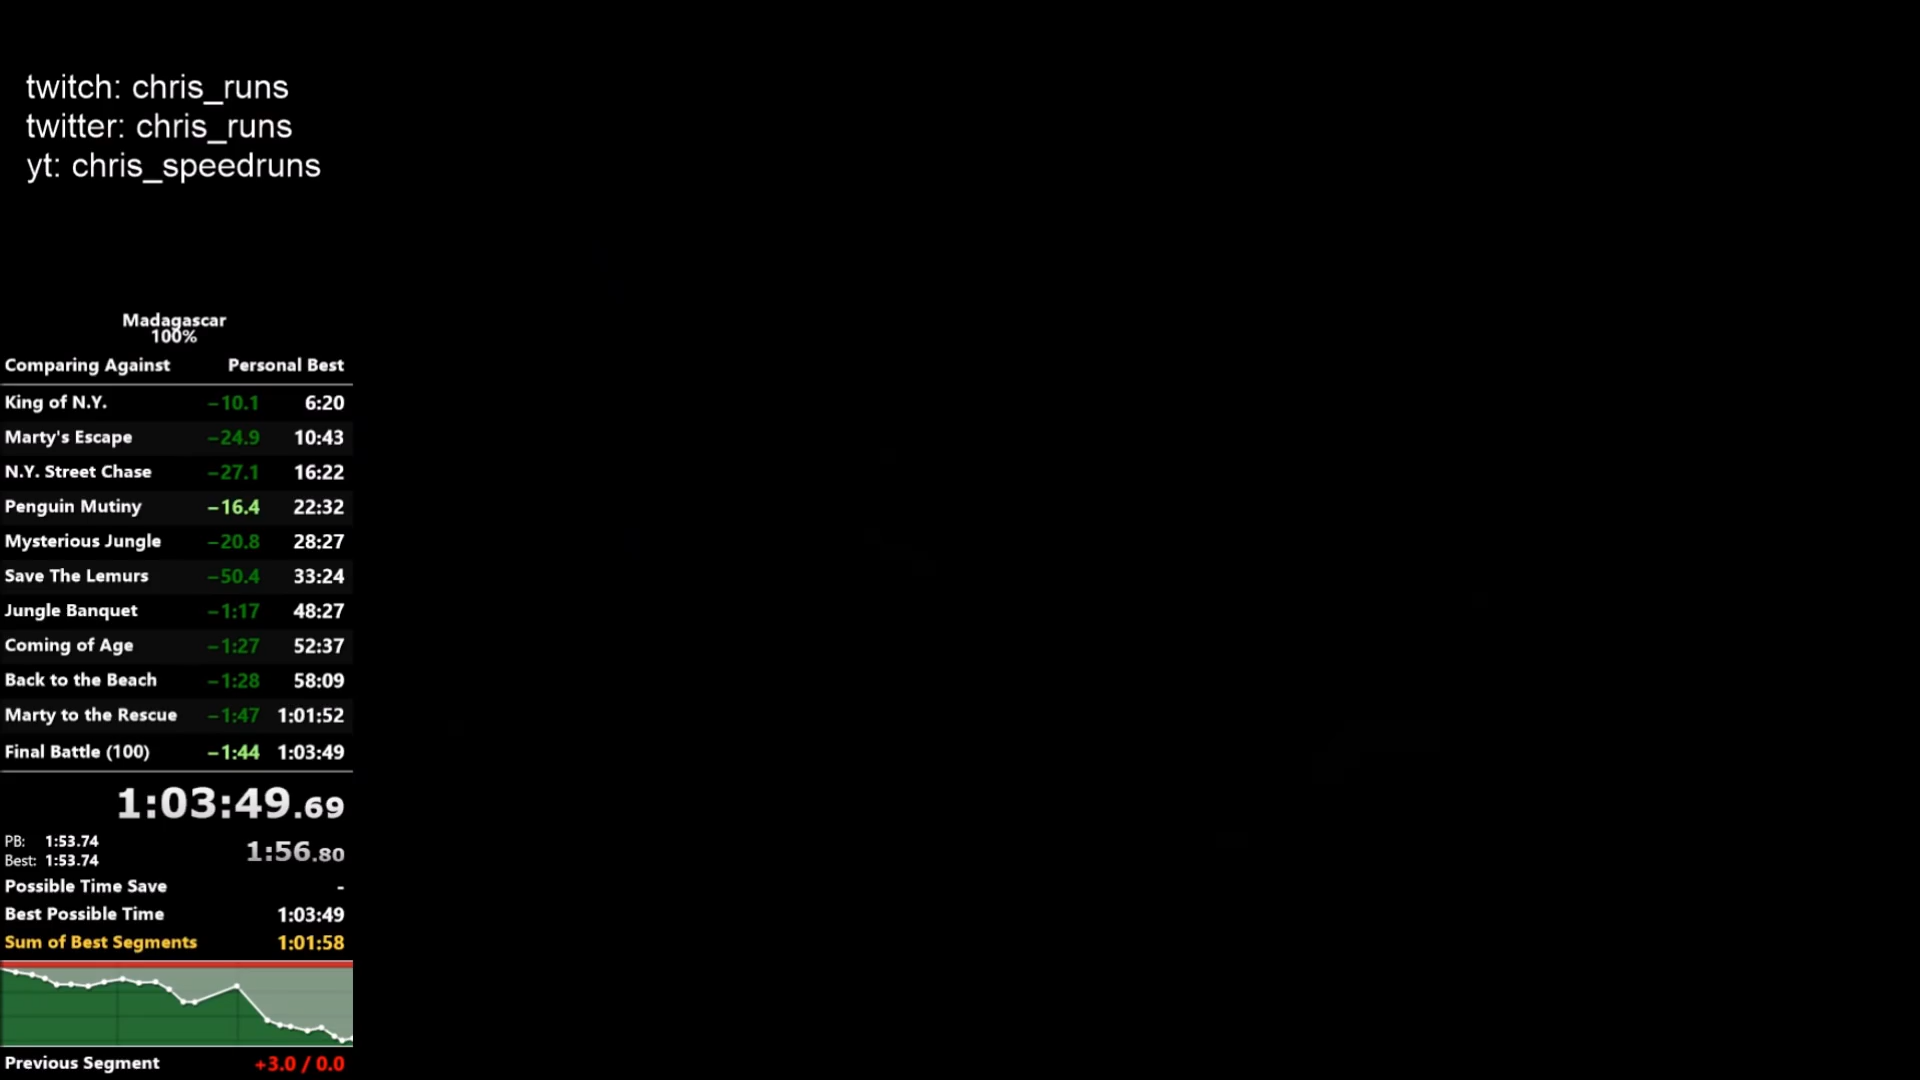 twitch: chris_runs
twitter: chris_runs
yt: chris_speedruns
Madagascar
100%
Comparing Against Personal Best
King of N.Y. −10.1 6:20
Marty's Escape −24.9 10:43
N.Y. Street Chase −27.1 16:22
Penguin Mutiny −16.4 22:32
Mysterious Jungle −20.8 28:27
Save The Lemurs −50.4 33:24
Jungle Banquet −1:17 48:27
Coming of Age −1:27 52:37
Back to the Beach −1:28 58:09
Marty to the Rescue −1:47 1:01:52
Final Battle (100) −1:44 1:03:49
1:03:49.69
PB: 1:53.74 1:56.80
Best: 1:53.74
Possible Time Save -
Best Possible Time 1:03:49
Sum of Best Segments 1:01:58
Previous Segment +3.0 / 0.0